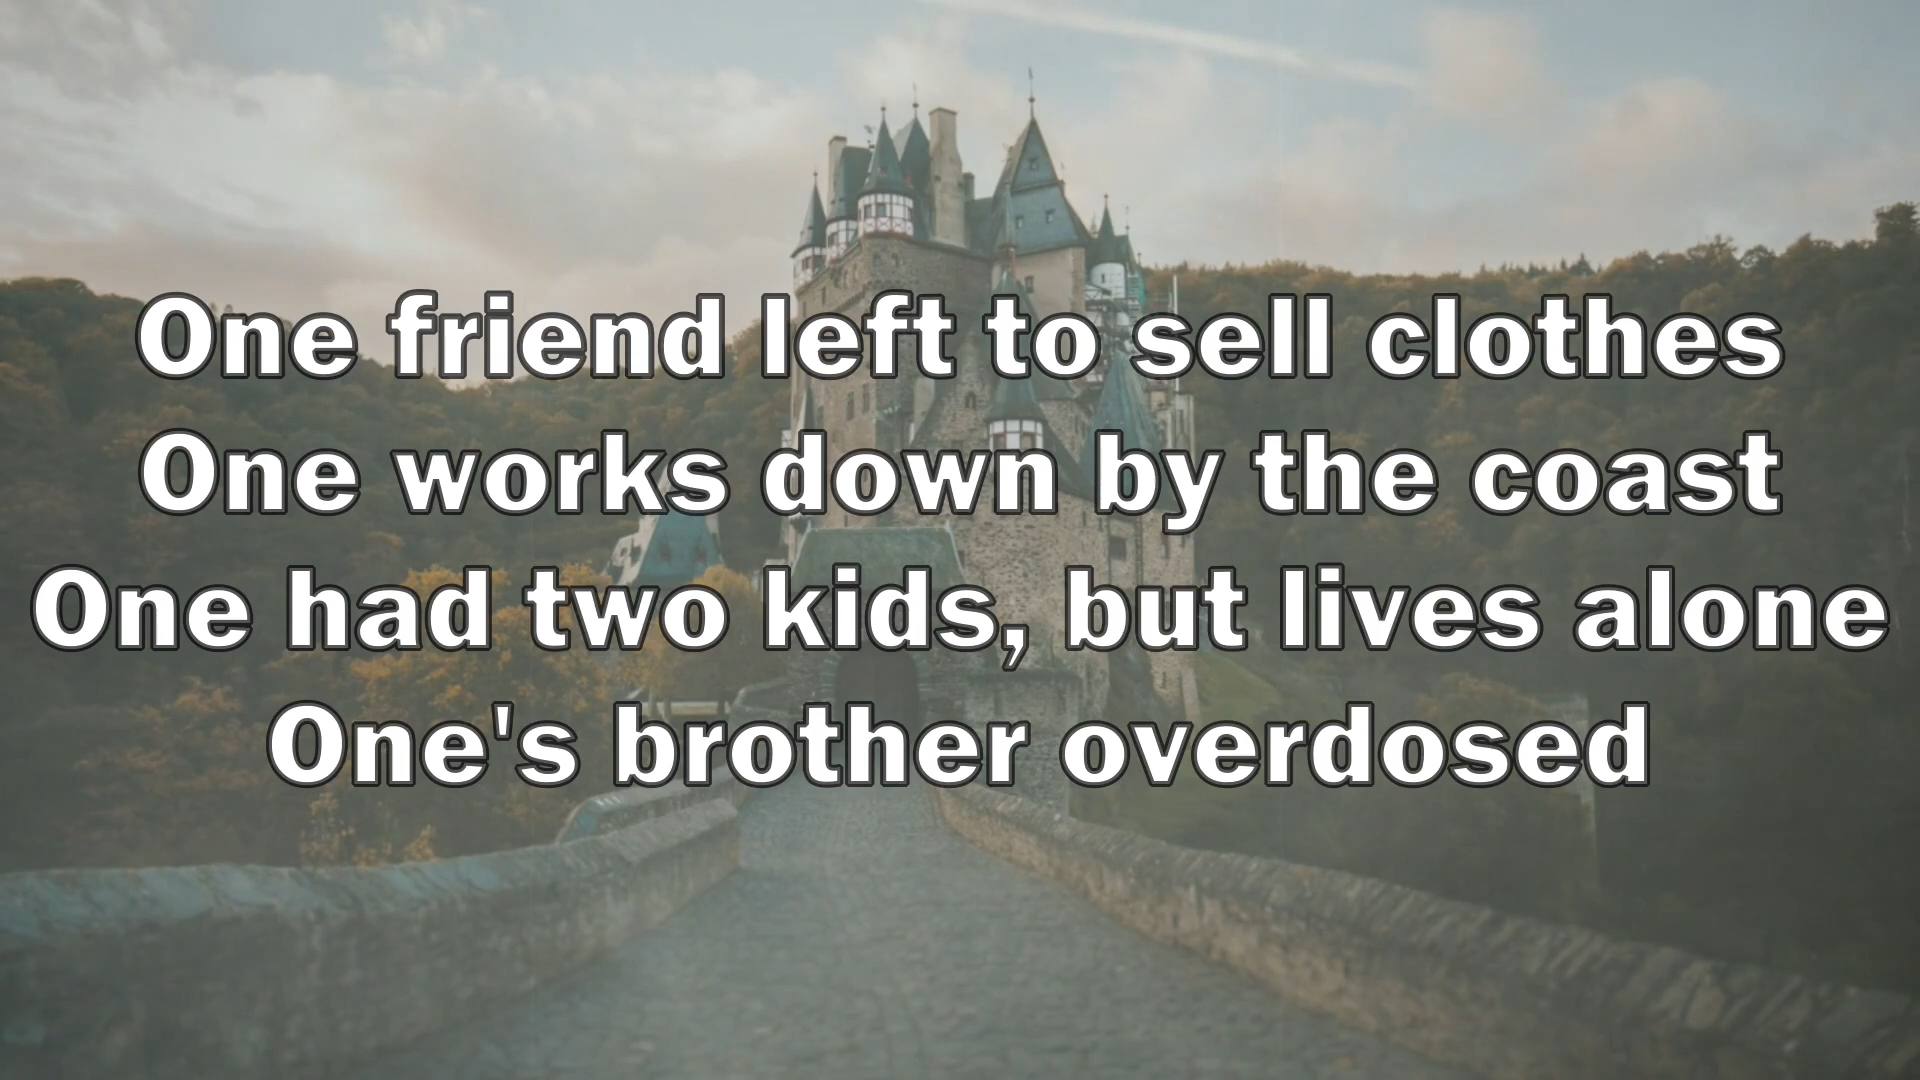 One friend left to sell clothes
One works down by the coast
One had two kids, but lives alone
One's brother overdosed